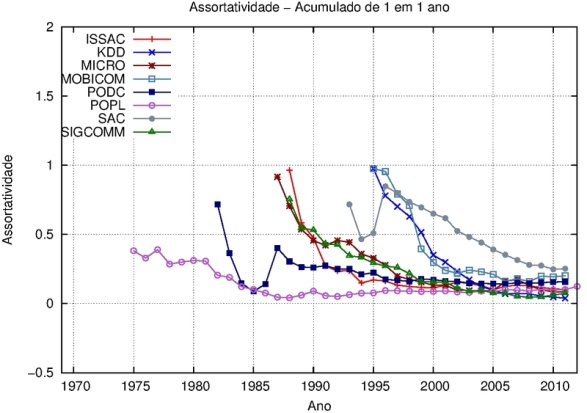 Assortatividade – Acumulado de 1 em 1 ano
2
1.5
1
0.5
0
−0.5
Assortatividade
ISSAC
KDD
MICRO
MOBICOM
PODC
POPL
SAC
SIGCOMM
1970 1975 1980 1985 1990 1995 2000 2005 2010
Ano